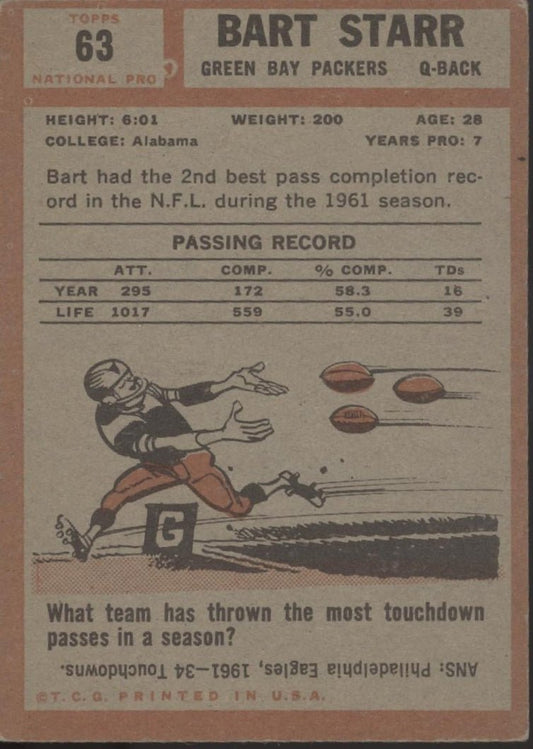 TOPPS
63
NATIONAL PRO
BART STARR
GREEN BAY PACKERS Q-BACK
HEIGHT: 6:01 WEIGHT: 200 AGE: 28
COLLEGE: Alabama YEARS PRO: 7
Bart had the 2nd best pass completion rec-
ord in the N.F.L. during the 1961 season.
PASSING RECORD
ATT. COMP. % COMP. TDs
YEAR 295 172 58.3 16
LIFE 1017 559 55.0 39
G
What team has thrown the most touchdown
passes in a season?
ANS: Philadelphia Eagles, 1961—34 Touchdowns.
©T.C.G. PRINTED IN U.S.A.